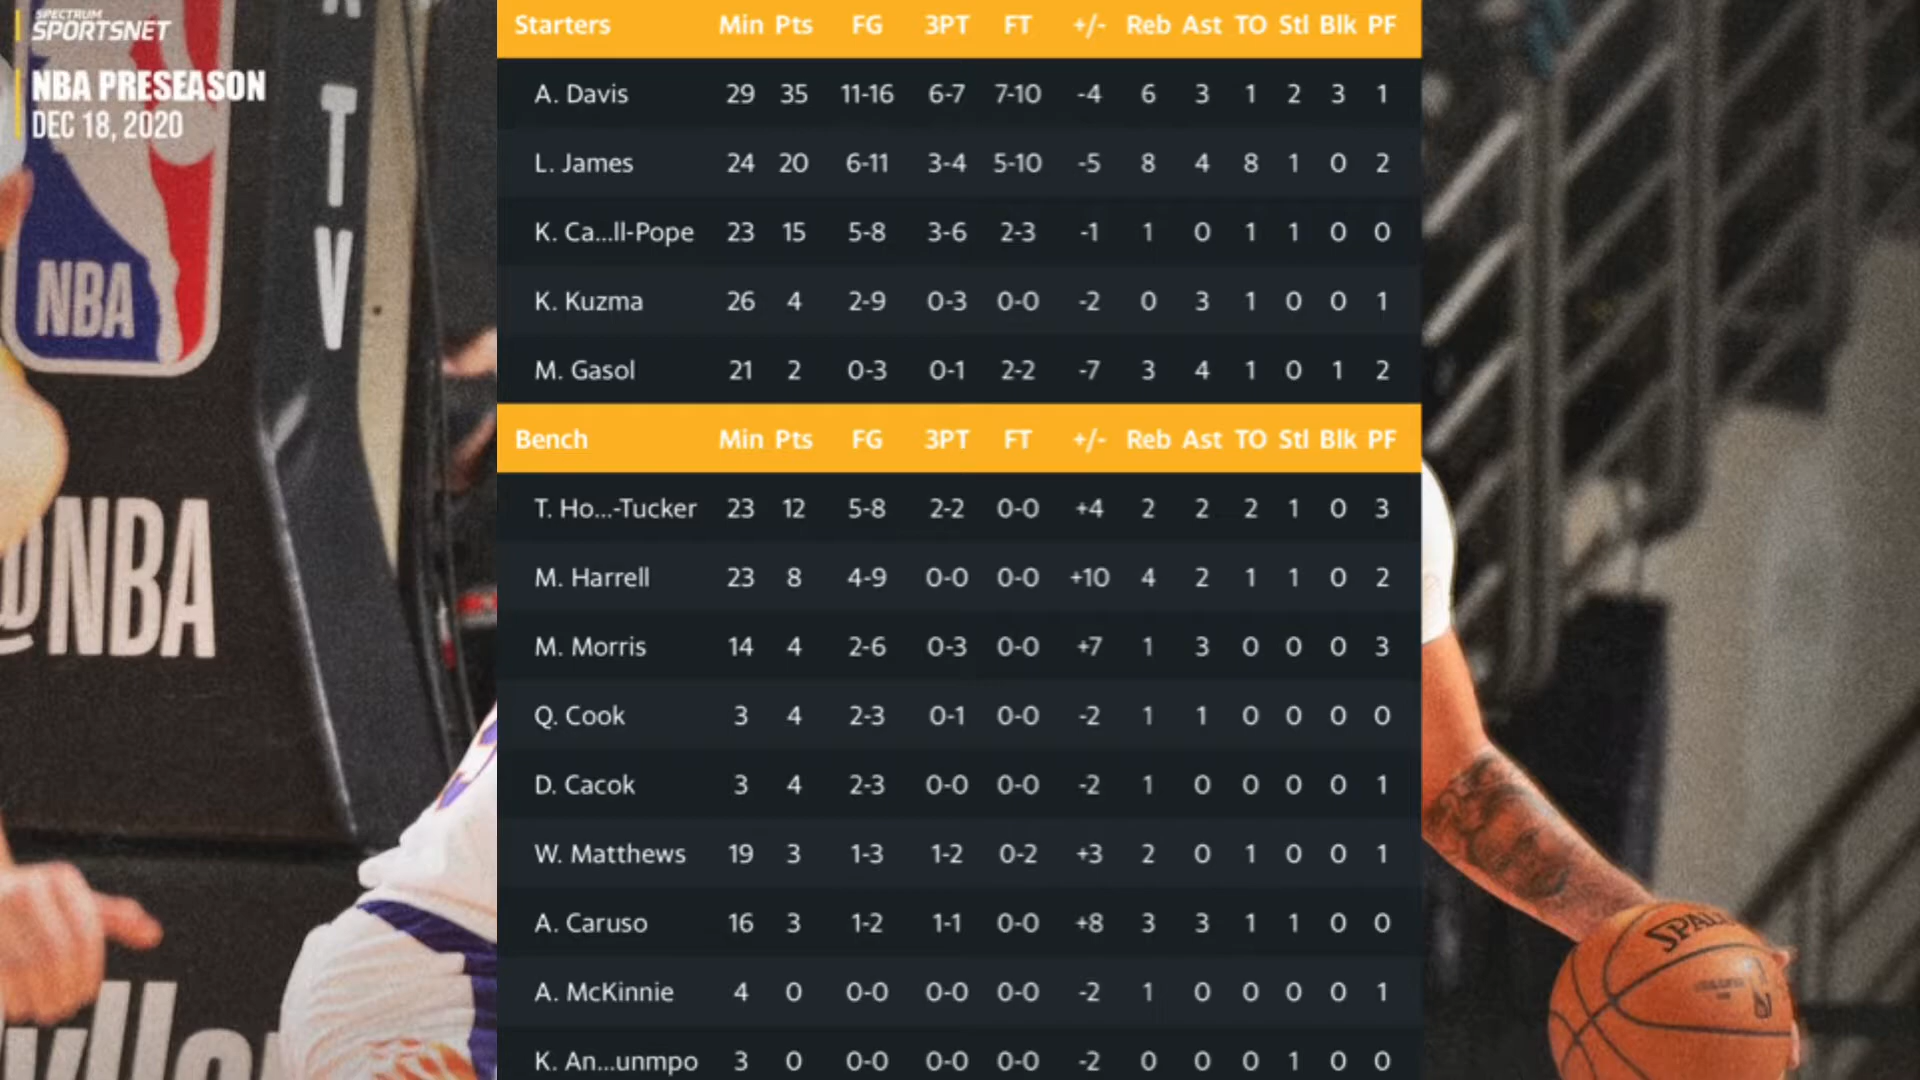 SPECTRUM
SPORTSNET
NBA PRESEASON
DEC 18, 2020
TV
NBA
@NBA
Starters Min Pts FG 3PT FT +/- Reb Ast TO Stl Blk PF
A. Davis 29 35 11-16 6-7 7-10 -4 6 3 1 2 3 1
L. James 24 20 6-11 3-4 5-10 -5 8 4 8 1 0 2
K. Ca...ll-Pope 23 15 5-8 3-6 2-3 -1 1 0 1 1 0 0
K. Kuzma 26 4 2-9 0-3 0-0 -2 0 3 1 0 0 1
M. Gasol 21 2 0-3 0-1 2-2 -7 3 4 1 0 1 2
Bench Min Pts FG 3PT FT +/- Reb Ast TO Stl Blk PF
T. Ho...-Tucker 23 12 5-8 2-2 0-0 +4 2 2 2 1 0 3
M. Harrell 23 8 4-9 0-0 0-0 +10 4 2 1 1 0 2
M. Morris 14 4 2-6 0-3 0-0 +7 1 3 0 0 0 3
Q. Cook 3 4 2-3 0-1 0-0 -2 1 1 0 0 0 0
D. Cacok 3 4 2-3 0-0 0-0 -2 1 0 0 0 0 1
W. Matthews 19 3 1-3 1-2 0-2 +3 2 0 1 0 0 1
A. Caruso 16 3 1-2 1-1 0-0 +8 3 3 1 1 0 0
A. McKinnie 4 0 0-0 0-0 0-0 -2 1 0 0 0 0 1
K. An...unmpo 3 0 0-0 0-0 0-0 -2 0 0 0 1 0 0